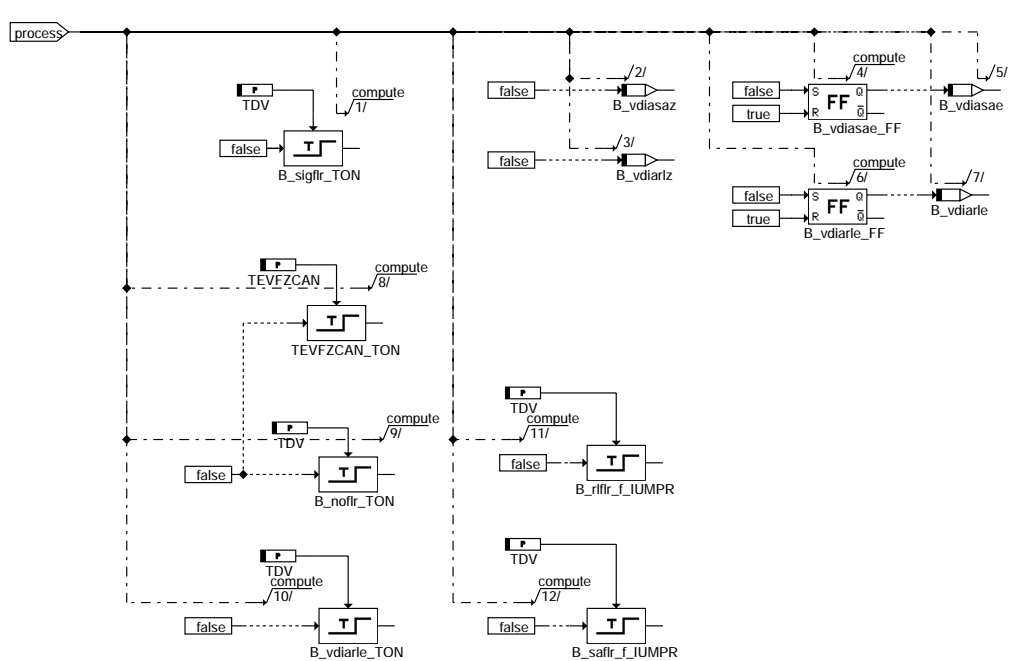 process
P
TDV
compute
1/
false
T
B_sigflr_TON
/2/
false
B_vdiasaz
/3/
false
B_vdiarlz
compute
4/
false
true
S Q
FF
R Q
B_vdiasae_FF
/5/
B_vdiasae
compute
6/
false
true
S Q
FF
R Q
B_vdiarle_FF
/7/
B_vdiarle
P
TEVFZCAN
compute
8/
T
TEVFZCAN_TON
P
TDV
compute
9/
false
T
B_noflr_TON
P
TDV
compute
11/
false
T
B_rlflr_f_IUMPR
P
TDV
compute
10/
false
T
B_vdiarle_TON
P
TDV
compute
12/
false
T
B_saflr_f_IUMPR